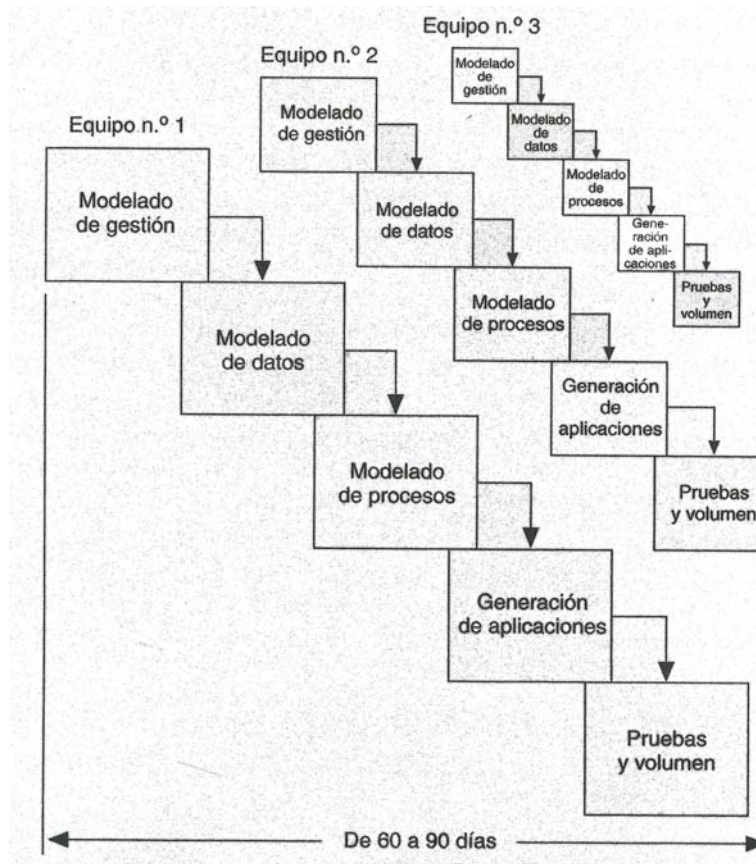 Equipo n.º 1
Modelado
de gestión
Modelado
de datos
Modelado
de procesos
Generación
de aplicaciones
Pruebas
y volumen
Equipo n.º 2
Modelado
de gestión
Modelado
de datos
Modelado
de procesos
Generación
de
aplicaciones
Pruebas
y volumen
Equipo n.º 3
Modelado
de
gestión
Modelado
de
datos
Modelado
de
procesos
Gene-
ración
de apli-
caciones
Pruebas
y
volumen
De 60 a 90 días